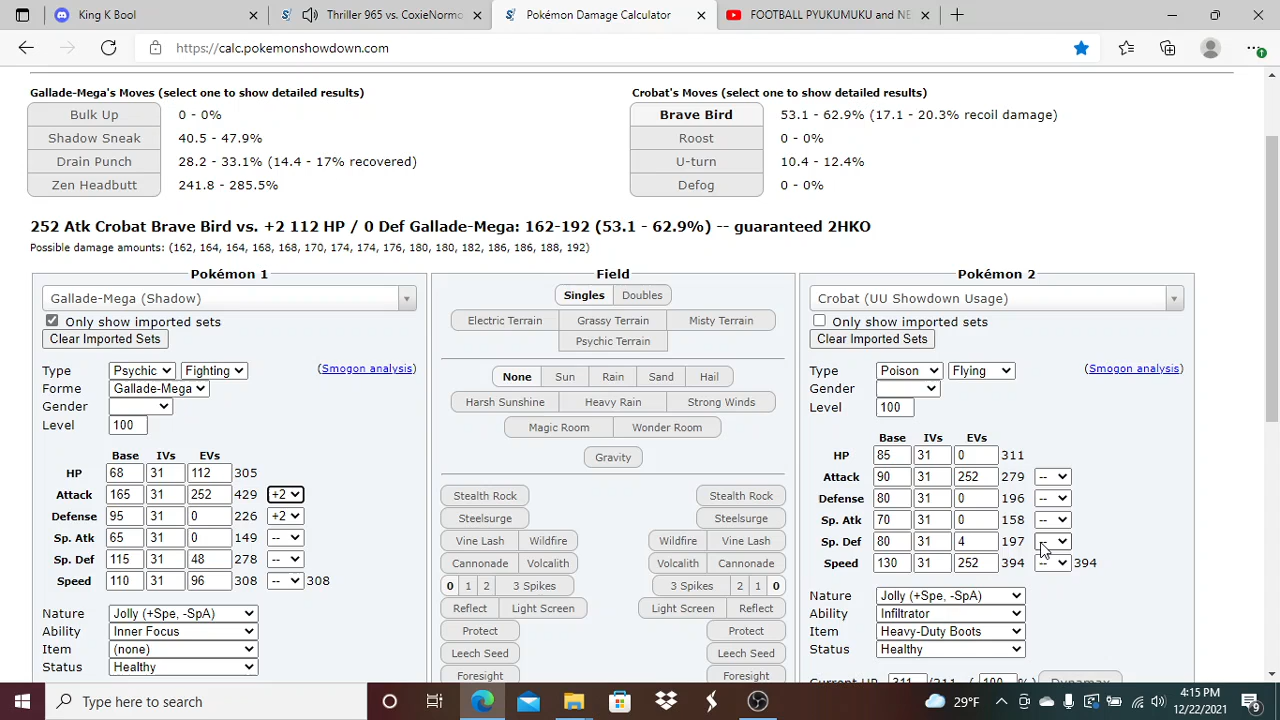 King K Bool
Thriller 965 vs. CoxieNormo
Pokémon Damage Calculator
FOOTBALL PYUKUMUKU and NE
https://calc.pokemonshowdown.com
Gallade-Mega's Moves (select one to show detailed results)
Bulk Up 0 - 0%
Shadow Sneak 40.5 - 47.9%
Drain Punch 28.2 - 33.1% (14.4 - 17% recovered)
Zen Headbutt 241.8 - 285.5%
Crobat's Moves (select one to show detailed results)
Brave Bird 53.1 - 62.9% (17.1 - 20.3% recoil damage)
Roost 0 - 0%
U-turn 10.4 - 12.4%
Defog 0 - 0%
252 Atk Crobat Brave Bird vs. +2 112 HP / 0 Def Gallade-Mega: 162-192 (53.1 - 62.9%) -- guaranteed 2HKO
Possible damage amounts: (162, 164, 164, 168, 168, 170, 174, 174, 176, 180, 180, 182, 186, 186, 188, 192)
Pokémon 1
Gallade-Mega (Shadow)
Only show imported sets
Clear Imported Sets
Type Psychic Fighting (Smogon analysis)
Forme Gallade-Mega
Gender
Level 100
Base IVs EVs
HP 68 31 112 305
Attack 165 31 252 429 +2
Defense 95 31 0 226 +2
Sp. Atk 65 31 0 149 --
Sp. Def 115 31 48 278 --
Speed 110 31 96 308 -- 308
Nature Jolly (+Spe, -SpA)
Ability Inner Focus
Item (none)
Status Healthy
Field
Singles Doubles
Electric Terrain Grassy Terrain Misty Terrain
Psychic Terrain
None Sun Rain Sand Hail
Harsh Sunshine Heavy Rain Strong Winds
Magic Room Wonder Room
Gravity
Stealth Rock Stealth Rock
Steelsurge Steelsurge
Vine Lash Wildfire Wildfire Vine Lash
Cannonade Volcalith Volcalith Cannonade
0 1 2 3 Spikes 3 Spikes 2 1 0
Reflect Light Screen Light Screen Reflect
Protect Protect
Leech Seed Leech Seed
Foresight Foresight
Pokémon 2
Crobat (UU Showdown Usage)
Only show imported sets
Clear Imported Sets
Type Poison Flying (Smogon analysis)
Gender
Level 100
Base IVs EVs
HP 85 31 0 311
Attack 90 31 252 279 --
Defense 80 31 0 196 --
Sp. Atk 70 31 0 158 --
Sp. Def 80 31 4 197
Speed 130 31 252 394 -- 394
Nature Jolly (+Spe, -SpA)
Ability Infiltrator
Item Heavy-Duty Boots
Status Healthy
Current HP 311 /311 ( 100 %) Dynamax
Type here to search
29°F
4:15 PM
12/22/2021
9